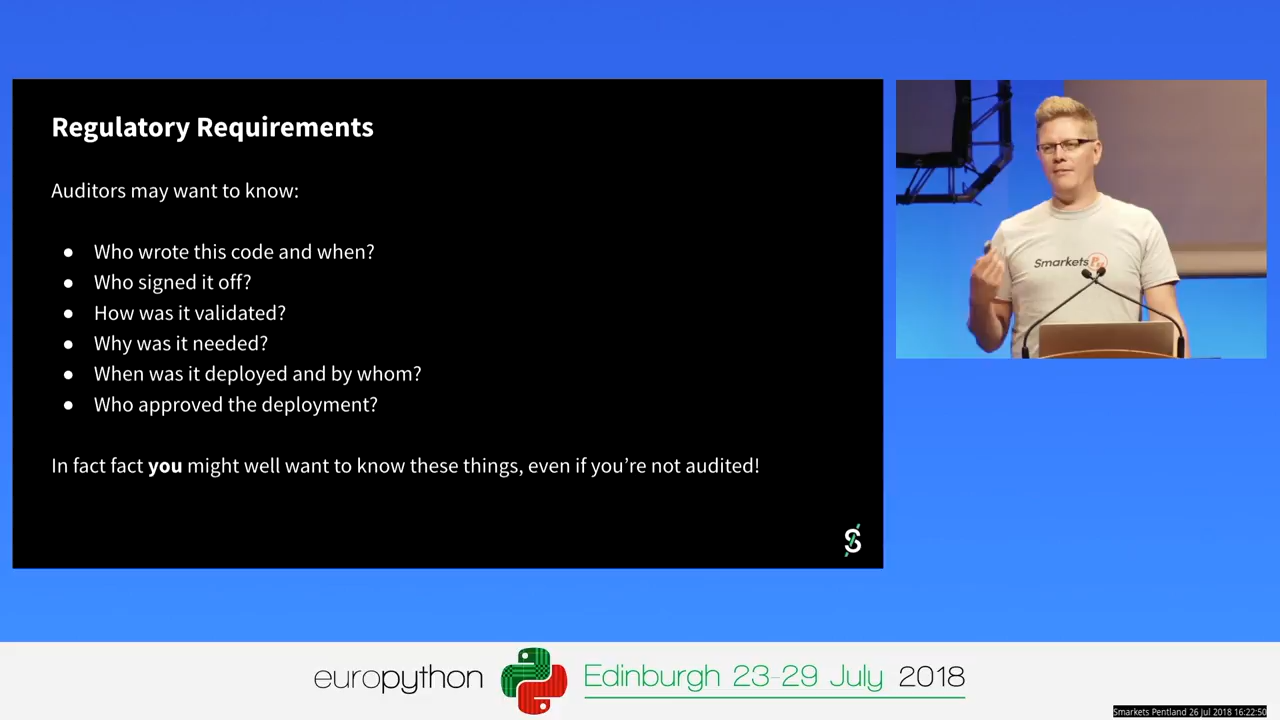 Regulatory Requirements
Auditors may want to know:
● Who wrote this code and when?
● Who signed it off?
● How was it validated?
● Why was it needed?
● When was it deployed and by whom?
● Who approved the deployment?
In fact fact you might well want to know these things, even if you're not audited!
S
Smarkets
europython Edinburgh 23-29 July 2018
Smarkets Pentland 26 Jul 2018 16:22:50